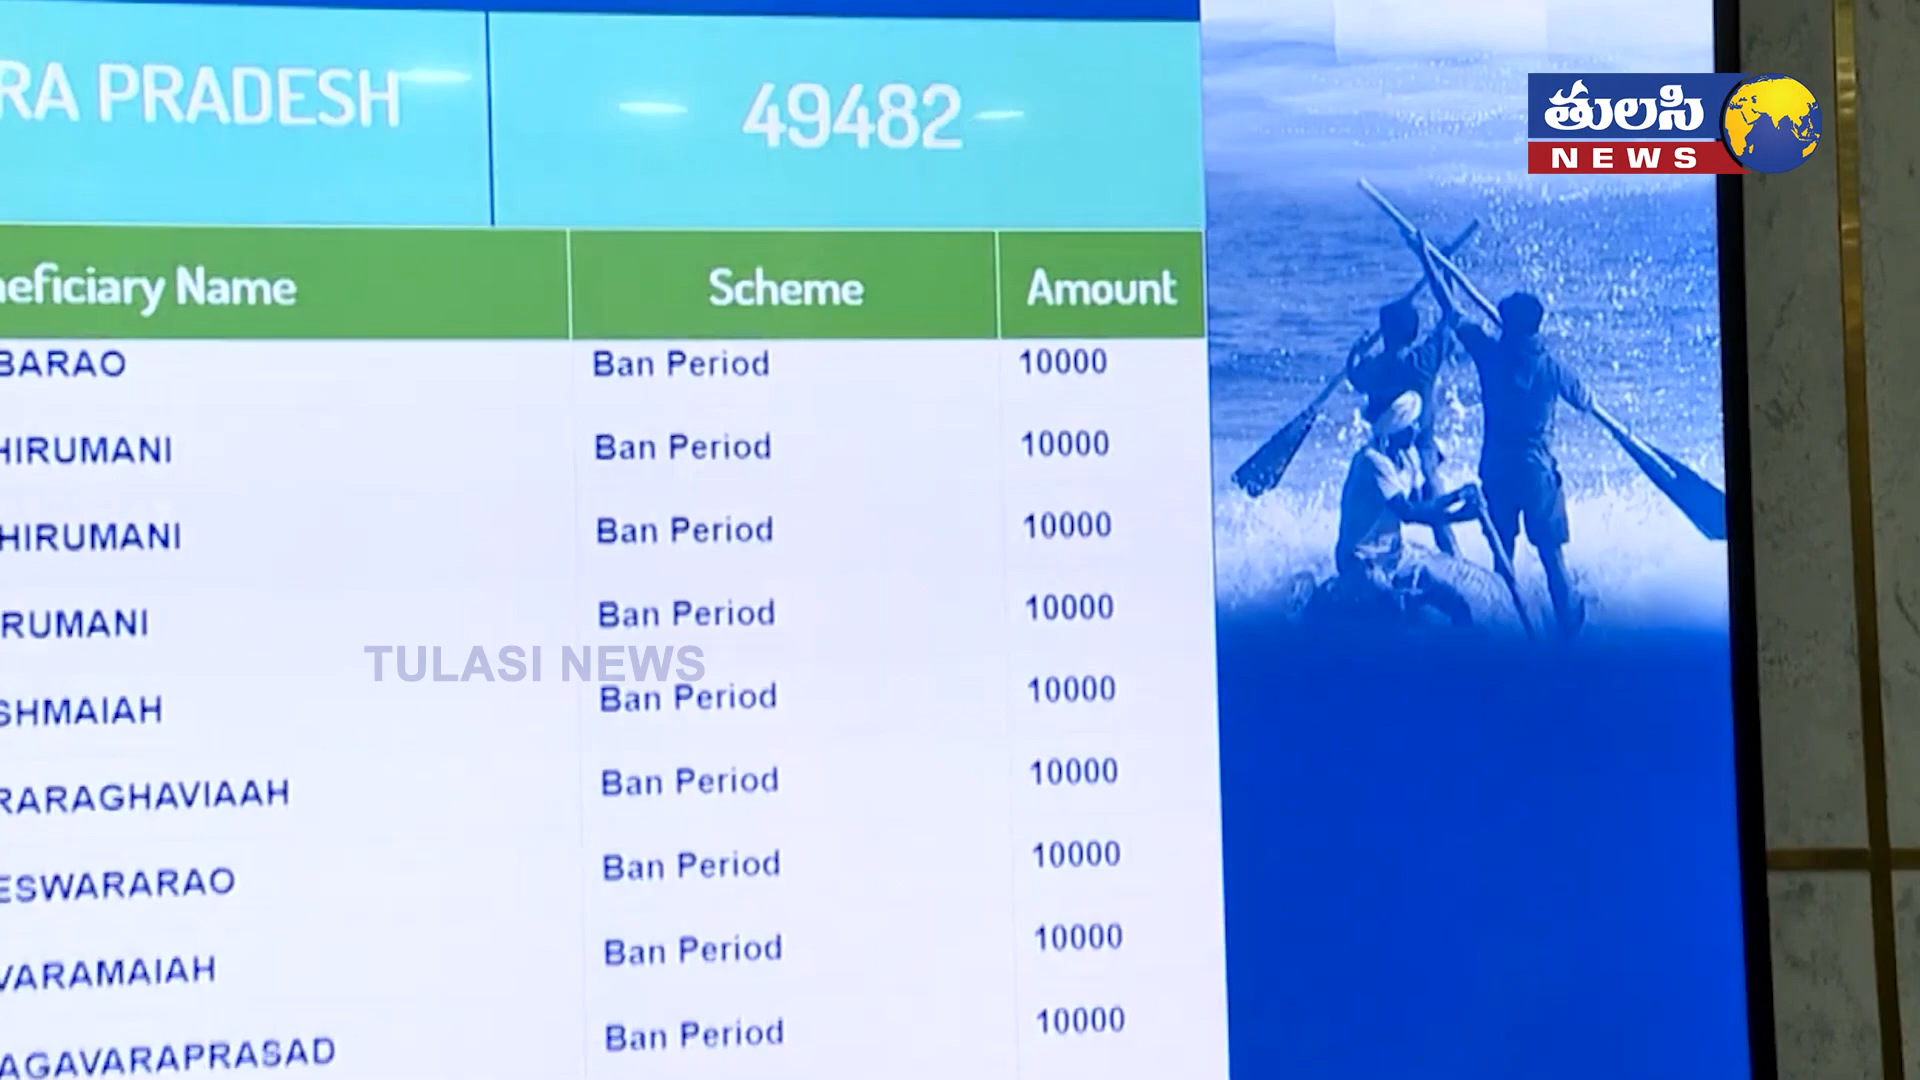 RA PRADESH 49482
తులసి
NEWS
neficiary Name Scheme Amount
BARAO Ban Period 10000
HIRUMANI Ban Period 10000
HIRUMANI Ban Period 10000
RUMANI Ban Period 10000
TULASI NEWS
SHMAIAH Ban Period 10000
RARAGHAVIAAH Ban Period 10000
ESWARARAO Ban Period 10000
VARAMAIAH Ban Period 10000
AGAVARAPRASAD Ban Period 10000